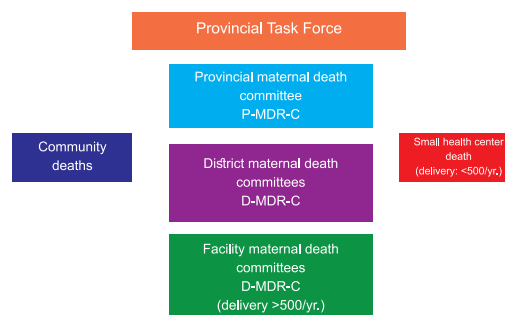 Provincial Task Force
Provincial maternal death
committee
P-MDR-C
Community
deaths
District maternal death
committees
D-MDR-C
Small health center
death
(delivery: <500/yr.)
Facility maternal death
committees
D-MDR-C
(delivery >500/yr.)